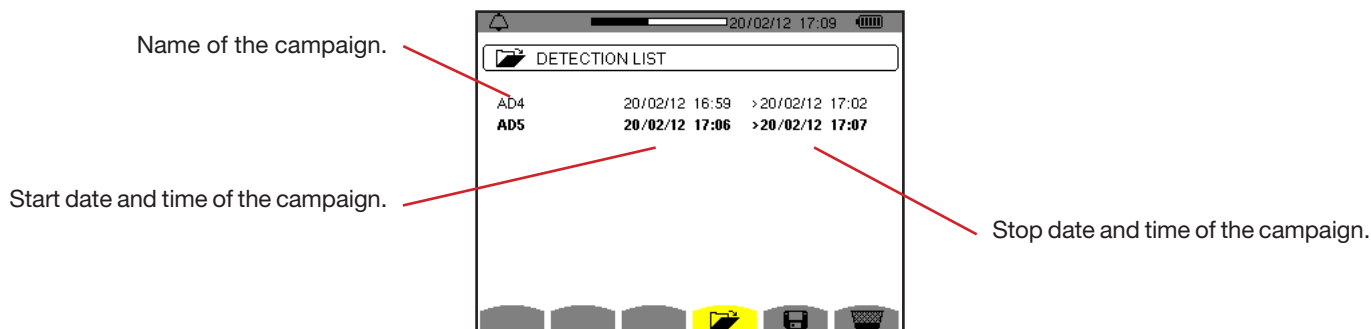 20/02/12 17:09
Name of the campaign.
DETECTION LIST
AD4 20/02/12 16:59 >20/02/12 17:02
AD5 20/02/12 17:06 >20/02/12 17:07
Start date and time of the campaign.
Stop date and time of the campaign.